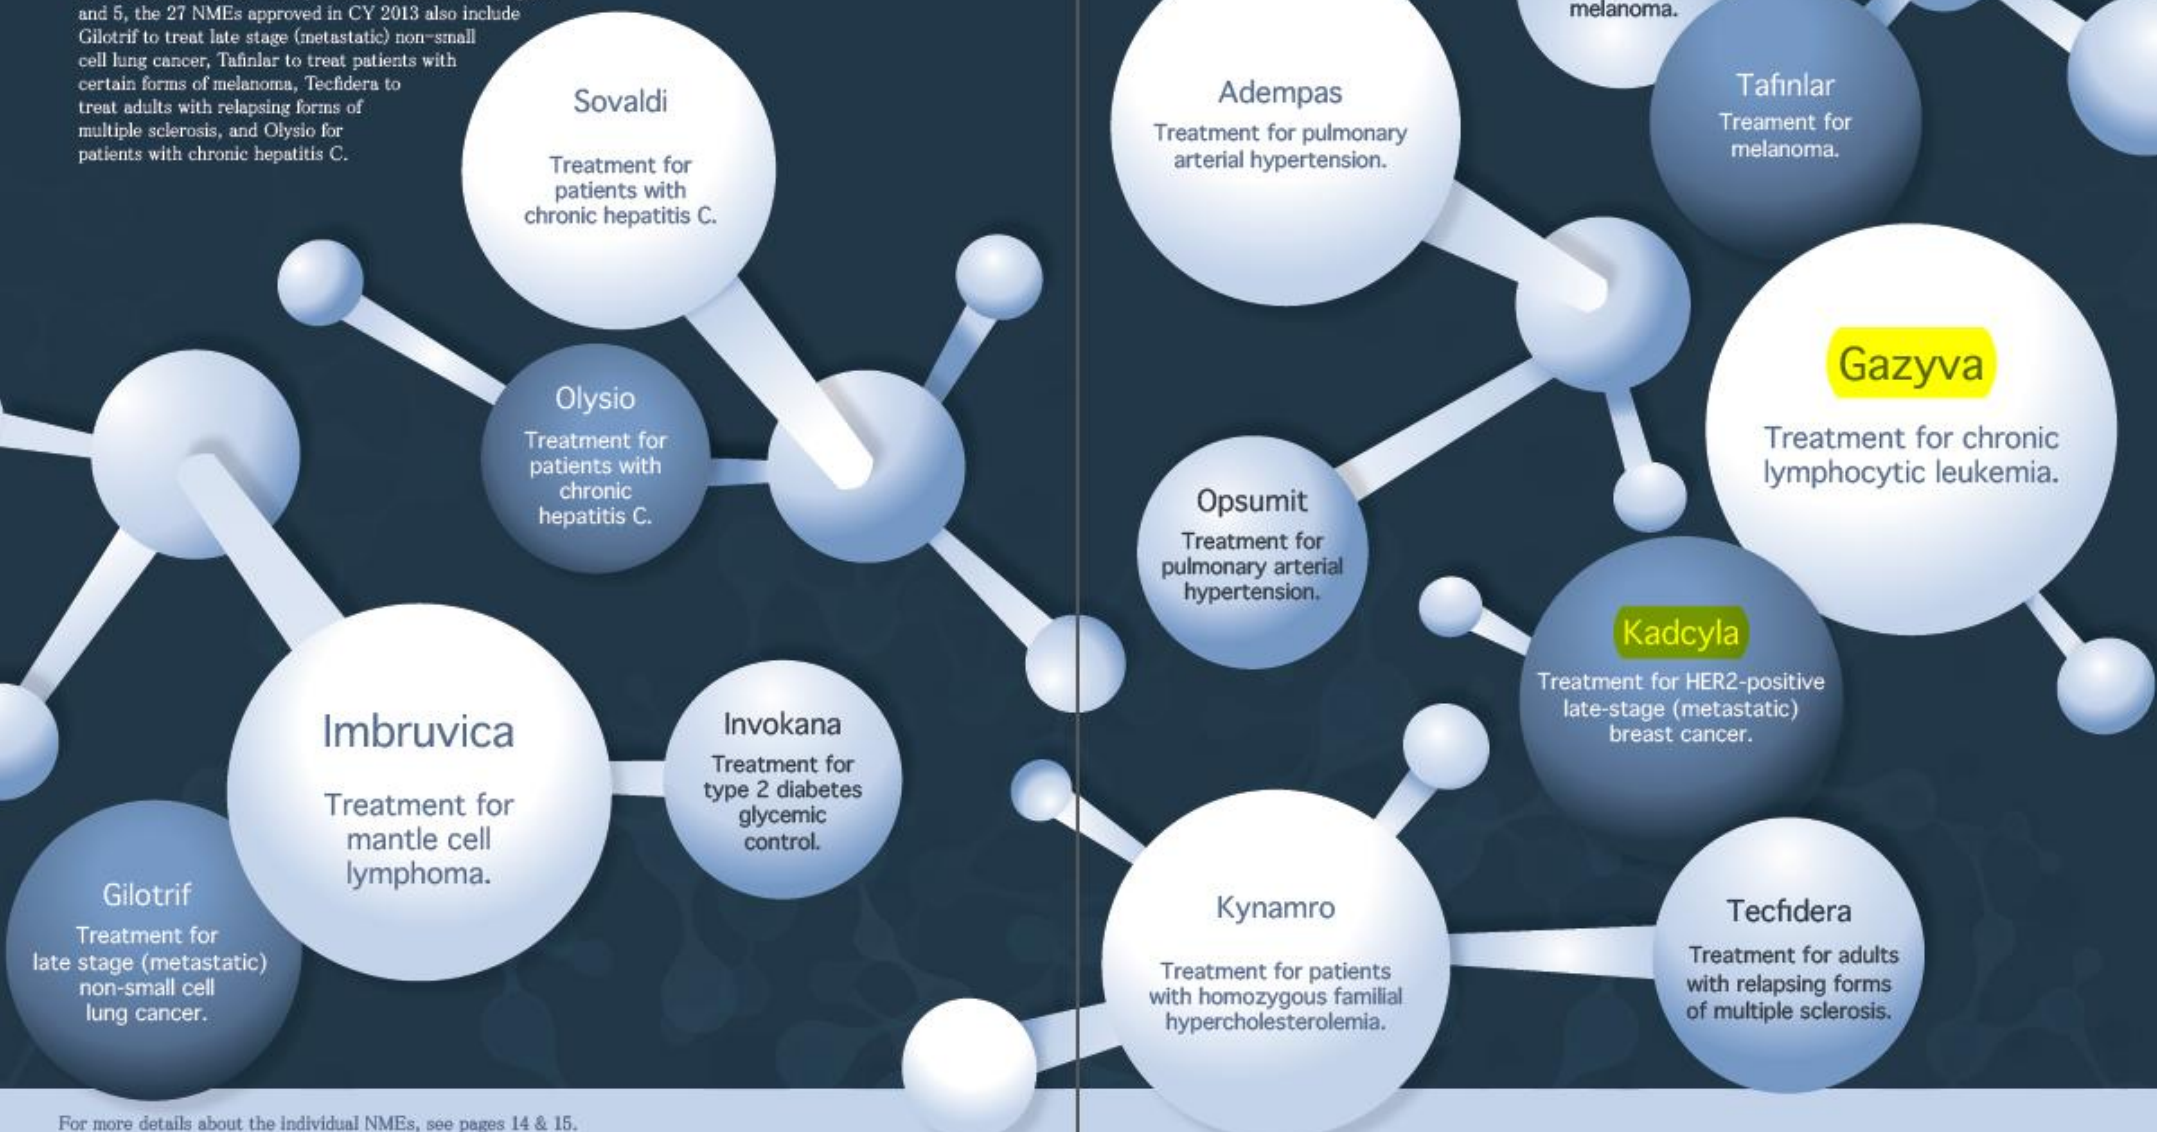 and 5, the 27 NMEs approved in CY 2013 also include
Gilotrif to treat late stage (metastatic) non-small
cell lung cancer, Tafinlar to treat patients with
certain forms of melanoma, Tecfidera to
treat adults with relapsing forms of
multiple sclerosis, and Olysio for
patients with chronic hepatitis C.
Sovaldi
Treatment for
patients with
chronic hepatitis C.
Olysio
Treatment for
patients with
chronic
hepatitis C.
Imbruvica
Treatment for
mantle cell
lymphoma.
Invokana
Treatment for
type 2 diabetes
glycemic
control.
Gilotrif
Treatment for
late stage (metastatic)
non-small cell
lung cancer.
For more details about the individual NMEs, see pages 14 & 15.
melanoma.
Adempas
Treatment for pulmonary
arterial hypertension.
Tafinlar
Treament for
melanoma.
Gazyva
Treatment for chronic
lymphocytic leukemia.
Opsumit
Treatment for
pulmonary arterial
hypertension.
Kadcyla
Treatment for HER2-positive
late-stage (metastatic)
breast cancer.
Kynamro
Treatment for patients
with homozygous familial
hypercholesterolemia.
Tecfidera
Treatment for adults
with relapsing forms
of multiple sclerosis.